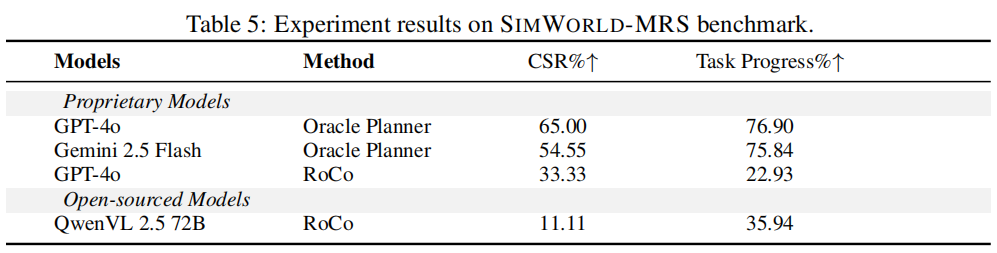 Table 5: Experiment results on SIMWORLD-MRS benchmark.
Models Method CSR%↑ Task Progress%↑
Proprietary Models
GPT-4o Oracle Planner 65.00 76.90
Gemini 2.5 Flash Oracle Planner 54.55 75.84
GPT-4o RoCo 33.33 22.93
Open-sourced Models
QwenVL 2.5 72B RoCo 11.11 35.94